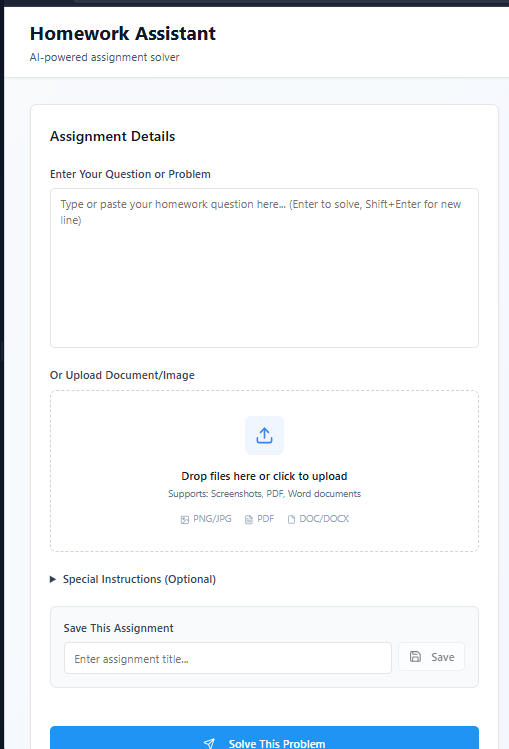 Homework Assistant
AI-powered assignment solver
Assignment Details
Enter Your Question or Problem
Type or paste your homework question here... (Enter to solve, Shift+Enter for new
line)
Or Upload Document/Image
Drop files here or click to upload
Supports: Screenshots, PDF, Word documents
PNG/JPG PDF DOC/DOCX
Special Instructions (Optional)
Save This Assignment
Enter assignment title... Save
Solve This Problem